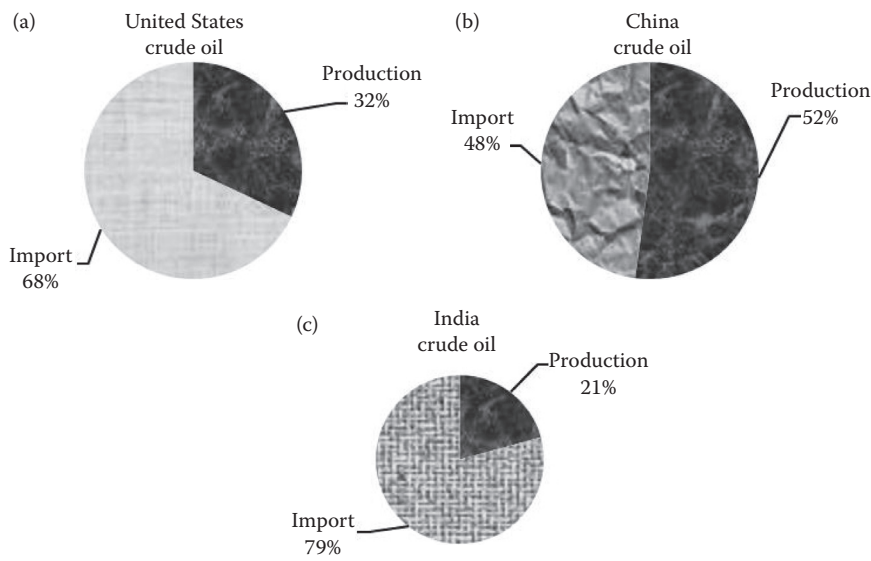 (a)
United States
crude oil
Production
32%
Import
68%
(b)
China
crude oil
Import
48%
Production
52%
(c)
India
crude oil
Production
21%
Import
79%